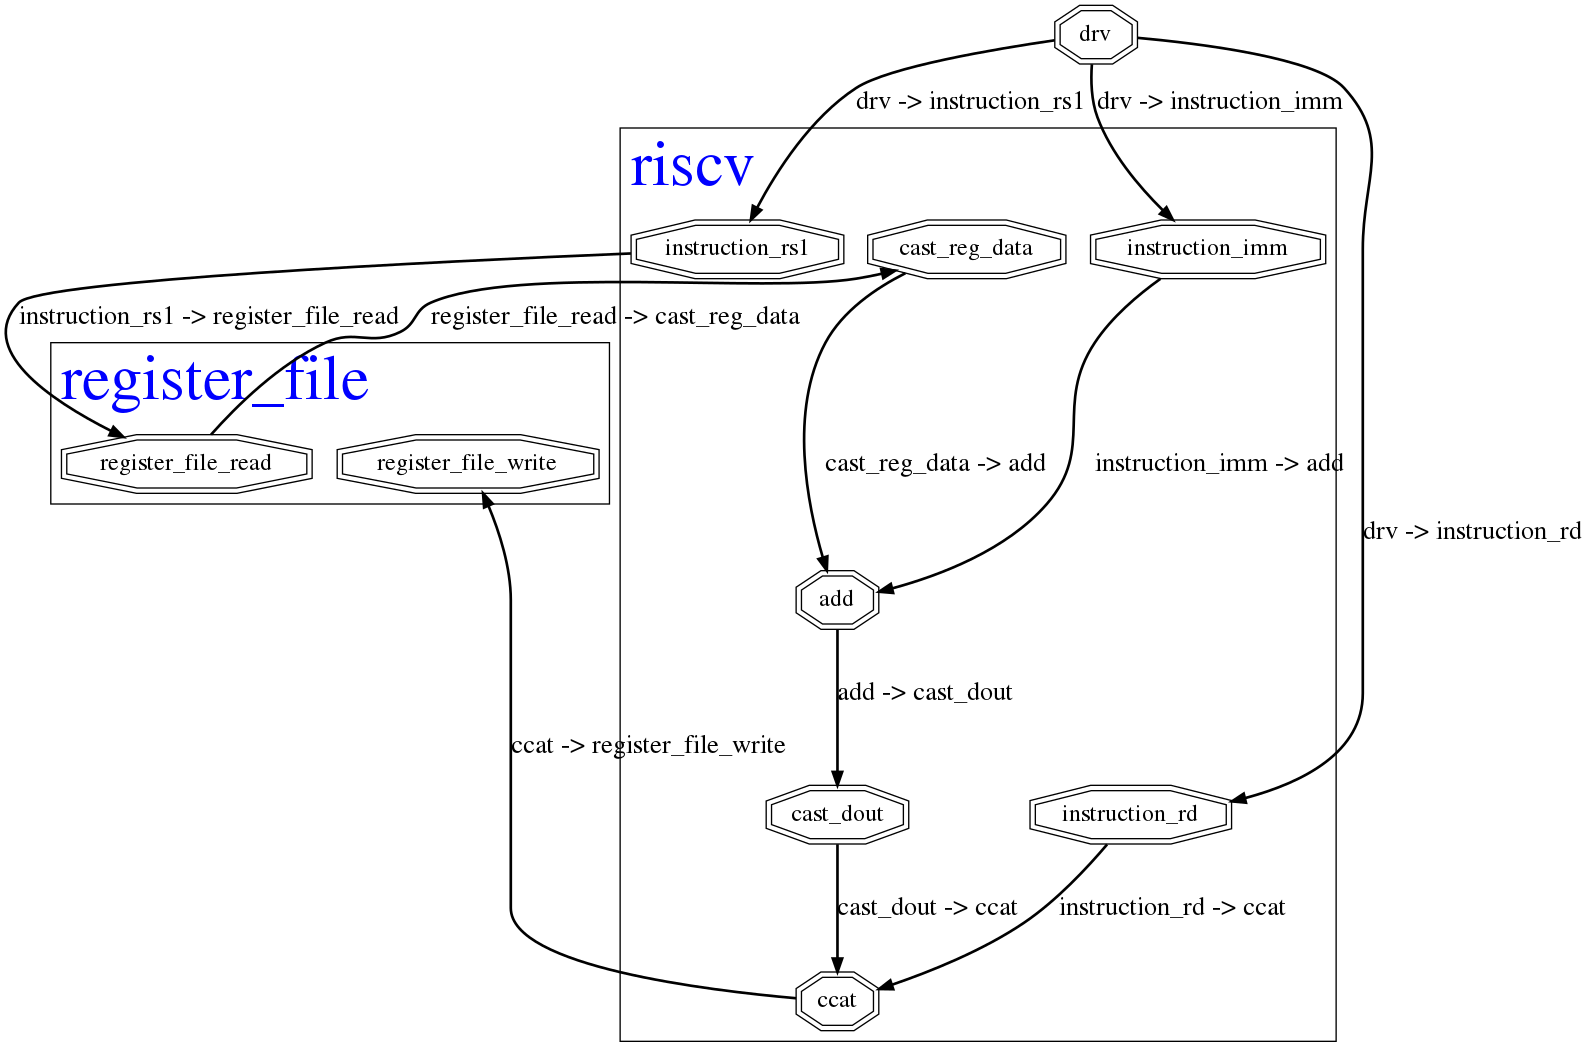 drv
drv -> instruction_rs1
drv -> instruction_imm
riscv
instruction_rs1
cast_reg_data
instruction_imm
instruction_rs1 -> register_file_read
register_file_read -> cast_reg_data
register_file
register_file_read
register_file_write
cast_reg_data -> add
instruction_imm -> add
drv -> instruction_rd
add
add -> cast_dout
ccat -> register_file_write
cast_dout
instruction_rd
cast_dout -> ccat
instruction_rd -> ccat
ccat